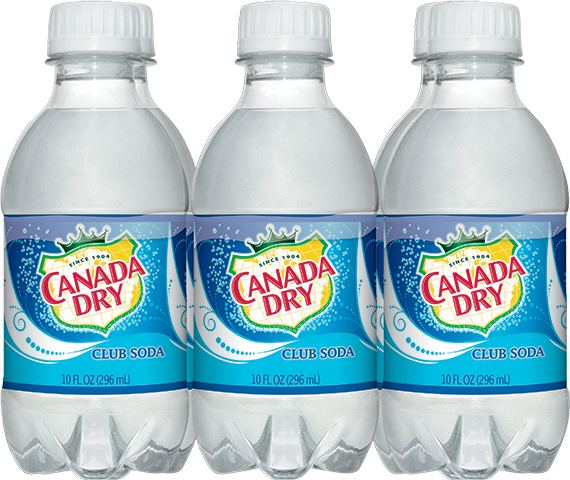 SINCE 1904
CANADA
DRY
CLUB SODA
10 FL OZ (296 mL)
SINCE 1904
CANADA
DRY
CLUB SODA
10 FL OZ (296 mL)
SINCE 1904
CANADA
DRY
CLUB SODA
10 FL OZ (296 mL)